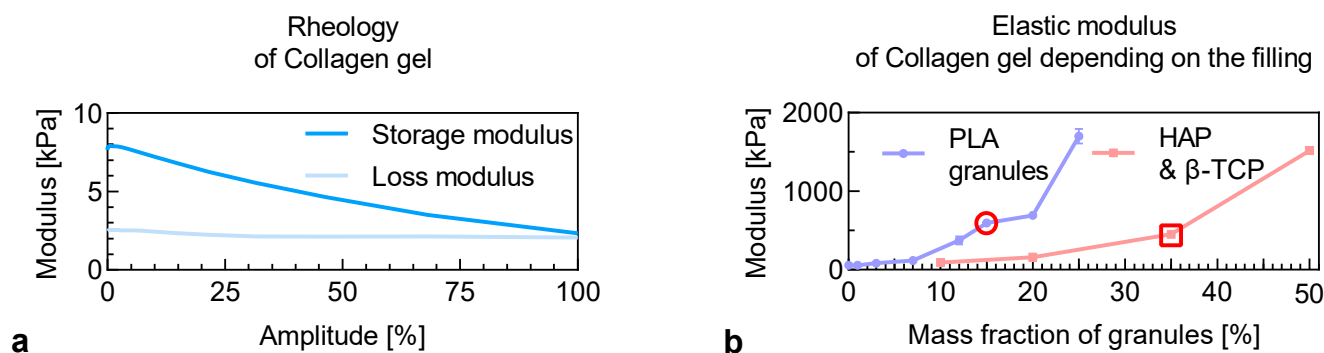 Rheology
of Collagen gel
Modulus [kPa]
10
5
0
Storage modulus
Loss modulus
0
25
50
75
100
Amplitude [%]
a
Elastic modulus
of Collagen gel depending on the filling
Modulus [kPa]
2000
1000
0
PLA
granules
HAP
& β-TCP
0
10
20
30
40
50
Mass fraction of granules [%]
b